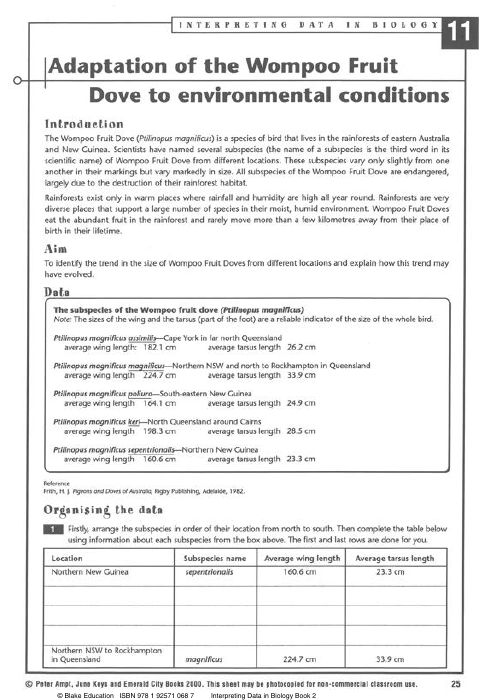 INTERPRETING DATA IN BIOLOGY
11
Adaptation of the Wompoo Fruit
Dove to environmental conditions
Introduction
The Wompoo Fruit Dove (Ptilinopus magnificus) is a species of bird that lives in the rainforests of eastern Australia
and New Guinea. Scientists have named several subspecies (the name of a subspecies is the third word in its
scientific name) of Wompoo Fruit Dove from different locations. These subspecies vary only slightly from one
another in their markings but vary markedly in size. All subspecies of the Wompoo Fruit Dove are endangered,
largely due to the destruction of their rainforest habitat.
Rainforests exist only in warm places where rainfall and humidity are high all year round. Rainforests are very
diverse places that support a large number of species in their moist, humid environment. Wompoo Fruit Doves
eat the abundant fruit in the rainforest and rarely move more than a few kilometres away from their place of
birth in their lifetime.
Aim
To identify the trend in the size of Wompoo Fruit Doves from different locations and explain how this trend may
have evolved.
Data
The subspecies of the Wompoo fruit dove (Ptilinopus magnificus)
Note: The sizes of the wing and the tarsus (part of the foot) are a reliable indicator of the size of the whole bird.
Ptilinopus magnificus assimilis—Cape York in far north Queensland
average wing length: 182.1 cm average tarsus length 26.2 cm
Ptilinopus magnificus magnificus—Northern NSW and north to Rockhampton in Queensland
average wing length 224.7 cm average tarsus length 33.9 cm
Ptilinopus magnificus poliura—South-eastern New Guinea
average wing length 164.1 cm average tarsus length 24.9 cm
Ptilinopus magnificus keri—North Queensland around Cairns
average wing length 198.3 cm average tarsus length 28.5 cm
Ptilinopus magnificus sepentrionalis—Northern New Guinea
average wing length 160.6 cm average tarsus length 23.3 cm
Reference
Frith, H. J. Pigeons and Doves of Australia, Rigby Publishing, Adelaide, 1982.
Organising the data
1 Firstly, arrange the subspecies in order of their location from north to south. Then complete the table below
using information about each subspecies from the box above. The first and last rows are done for you.
Location Subspecies name Average wing length Average tarsus length
Northern New Guinea sepentrionalis 160.6 cm 23.3 cm
Northern NSW to Rockhampton
in Queensland magnificus 224.7 cm 33.9 cm
© Peter Ampt, June Keys and Emerald City Books 2000. This sheet may be photocopied for non-commercial classroom use. 25
© Blake Education ISBN 978 1 92571 068 7 Interpreting Data in Biology Book 2